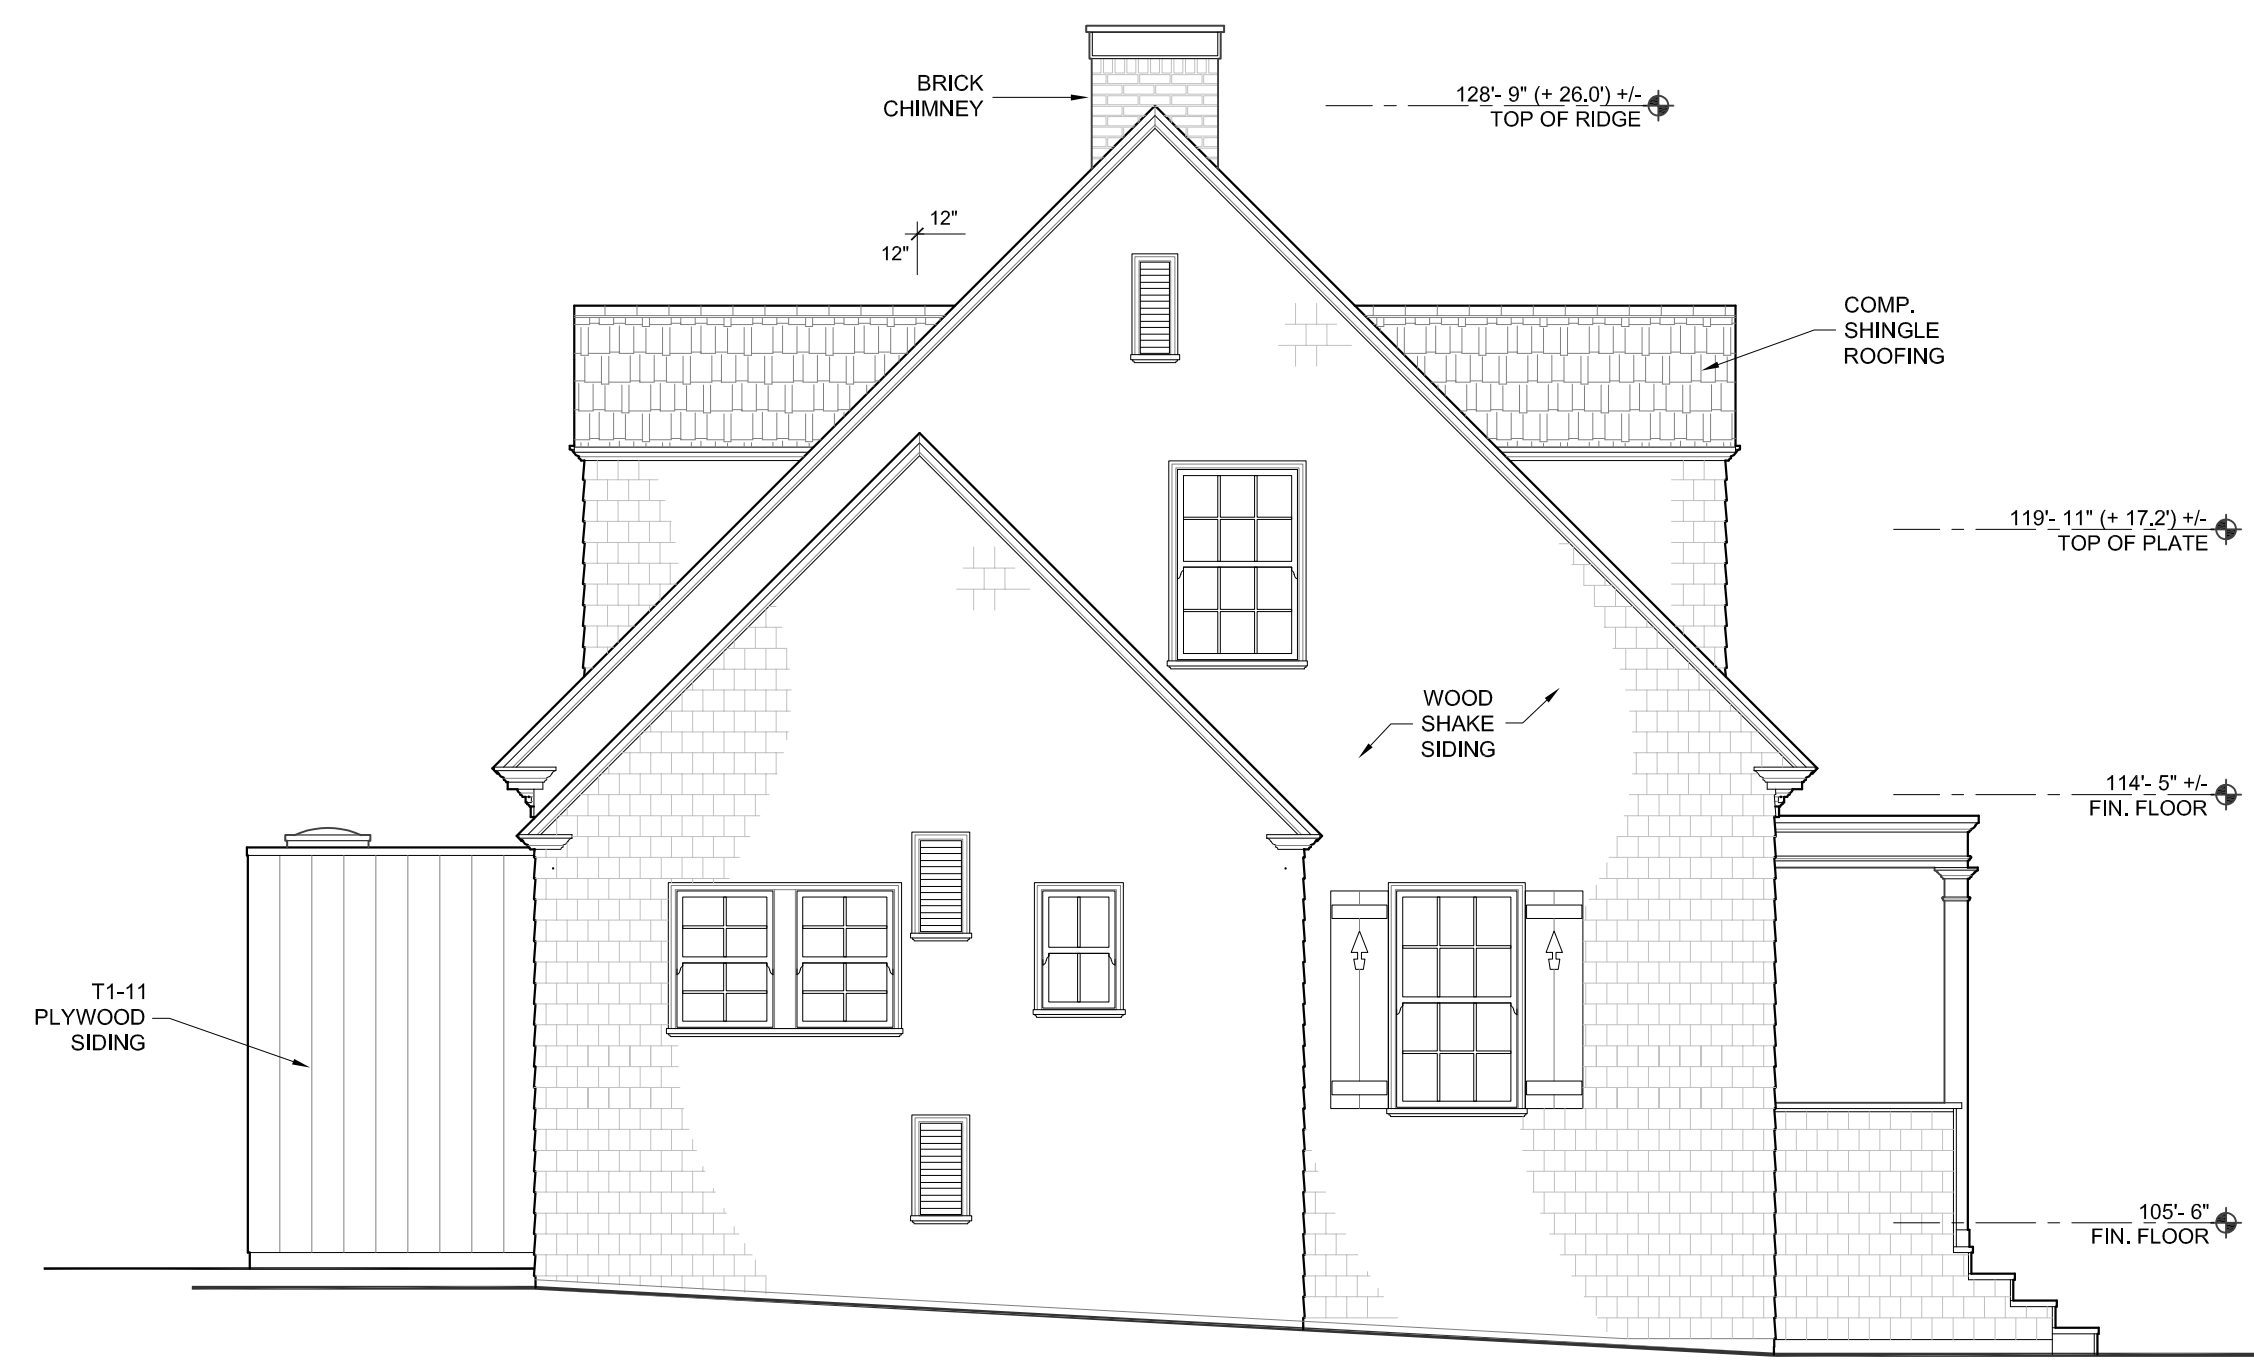 BRICK
CHIMNEY
128'- 9" (+ 26.0') +/-
TOP OF RIDGE
12"
12"
COMP.
SHINGLE
ROOFING
119'- 11" (+ 17.2') +/-
TOP OF PLATE
WOOD
SHAKE
SIDING
114'- 5" +/-
FIN. FLOOR
T1-11
PLYWOOD
SIDING
105'- 6"
FIN. FLOOR